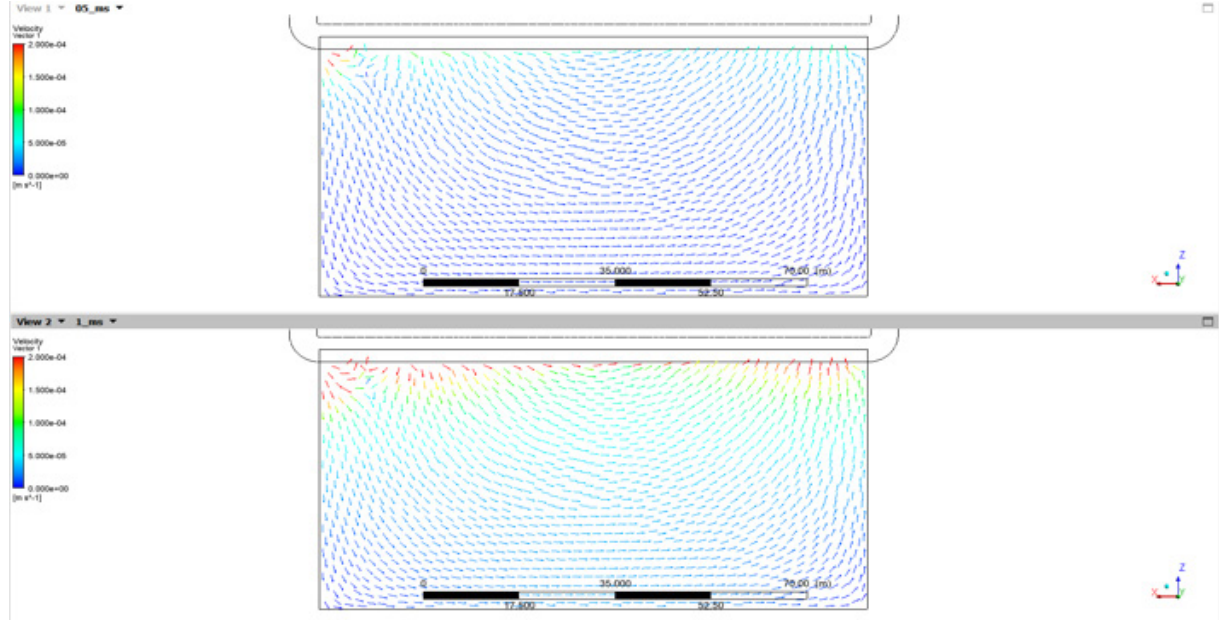 View 1 ▼ 05_ms ▼
Velocity
Vector 1
2.000e-04
1.500e-04
1.000e-04
5.000e-05
0.000e+00
[m s^-1]
0 35.000 70.00 (m)
17.500 52.50
Z
X Y
View 2 ▼ 1_ms ▼
Velocity
Vector 1
2.000e-04
1.500e-04
1.000e-04
5.000e-05
0.000e+00
[m s^-1]
0 35.000 70.00 (m)
17.500 52.50
Z
X Y